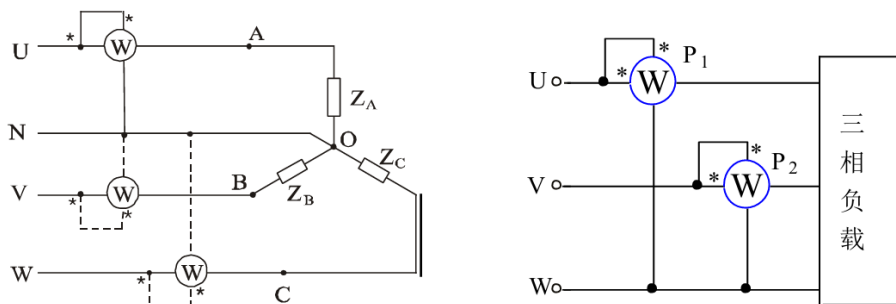 * *
U * W A
Z_A
N O
Z_C
V * W * B Z_B
W * W * C
* P_1
U * W
* P_2
V * W
W
三相负载